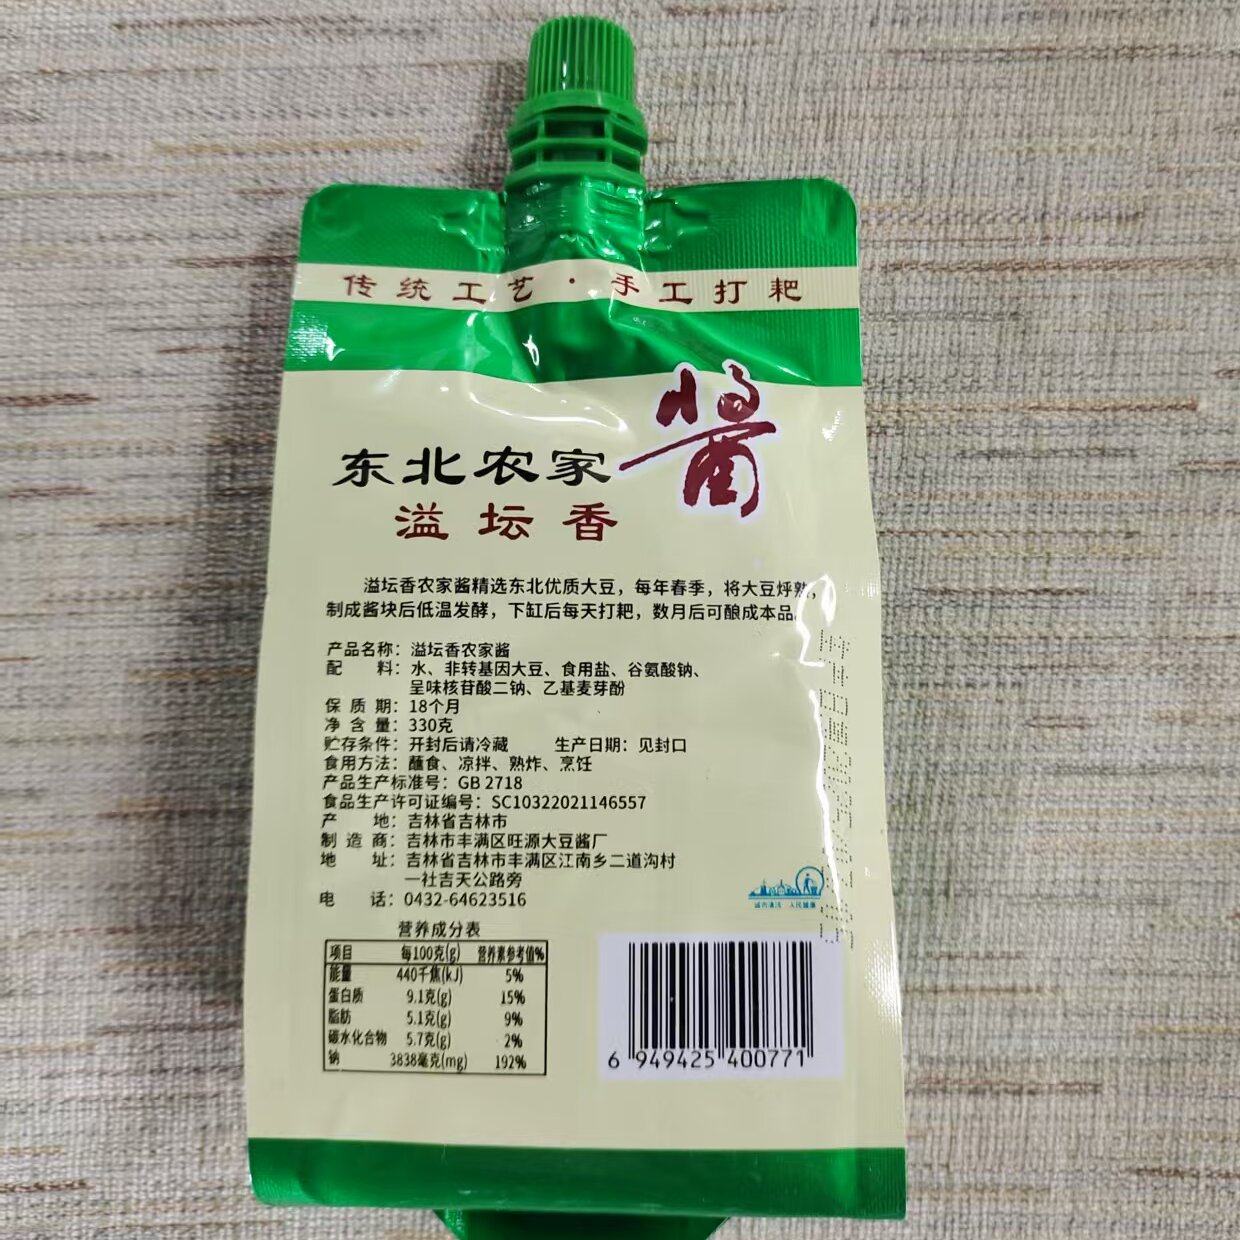 传统工艺·手工打耙
东北农家酱
溢坛香
溢坛香农家酱精选东北优质大豆，每年春季，将大豆烀熟，
制成酱块后低温发酵，下缸后每天打耙，数月后可酿成本品。
产品名称：溢坛香农家酱
配 料：水、非转基因大豆、食用盐、谷氨酸钠、
呈味核苷酸二钠、乙基麦芽酚
保 质 期：18个月
净 含 量：330克
贮存条件：开封后请冷藏 生产日期：见封口
食用方法：蘸食、凉拌、熟炸、烹饪
产品生产标准号：GB 2718
食品生产许可证编号：SC10322021146557
产 地：吉林省吉林市
制 造 商：吉林市丰满区旺源大豆酱厂
地 址：吉林省吉林市丰满区江南乡二道沟村
一社吉天公路旁
电 话：0432-64623516
营养成分表
项目 每100克(g) 营养素参考值%
能量 440千焦(kJ) 5%
蛋白质 9.1克(g) 15%
脂肪 5.1克(g) 9%
碳水化合物 5.7克(g) 2%
钠 3838毫克(mg) 192%
6 949425 400771